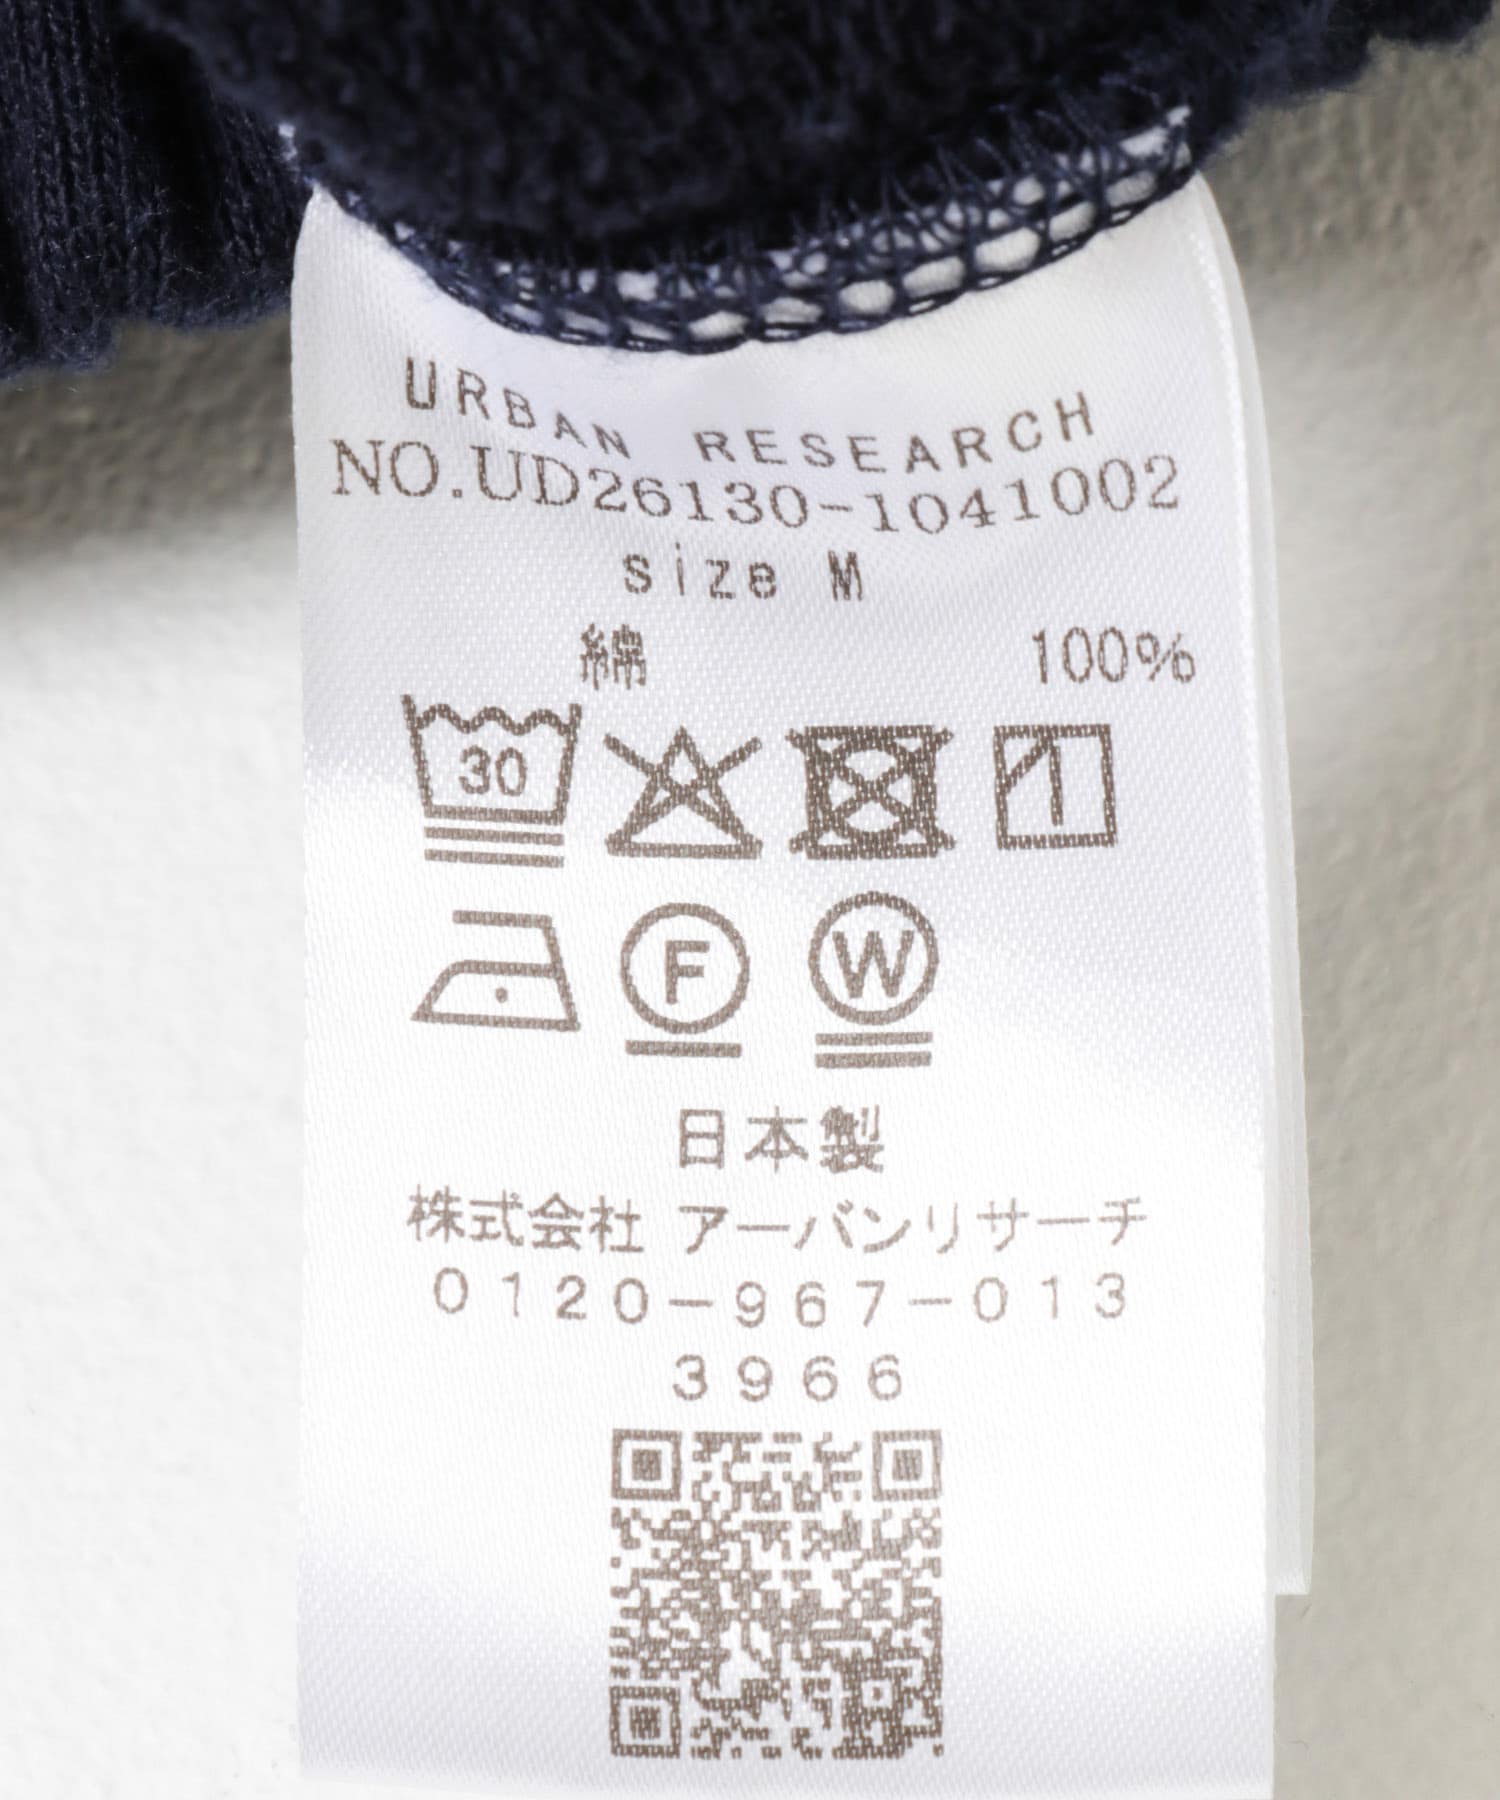 URBAN RESEARCH
NO.UD26130-1041002
size M
綿 100%
30
F W
日本製
株式会社 アーバンリサーチ
0120-967-013
3966